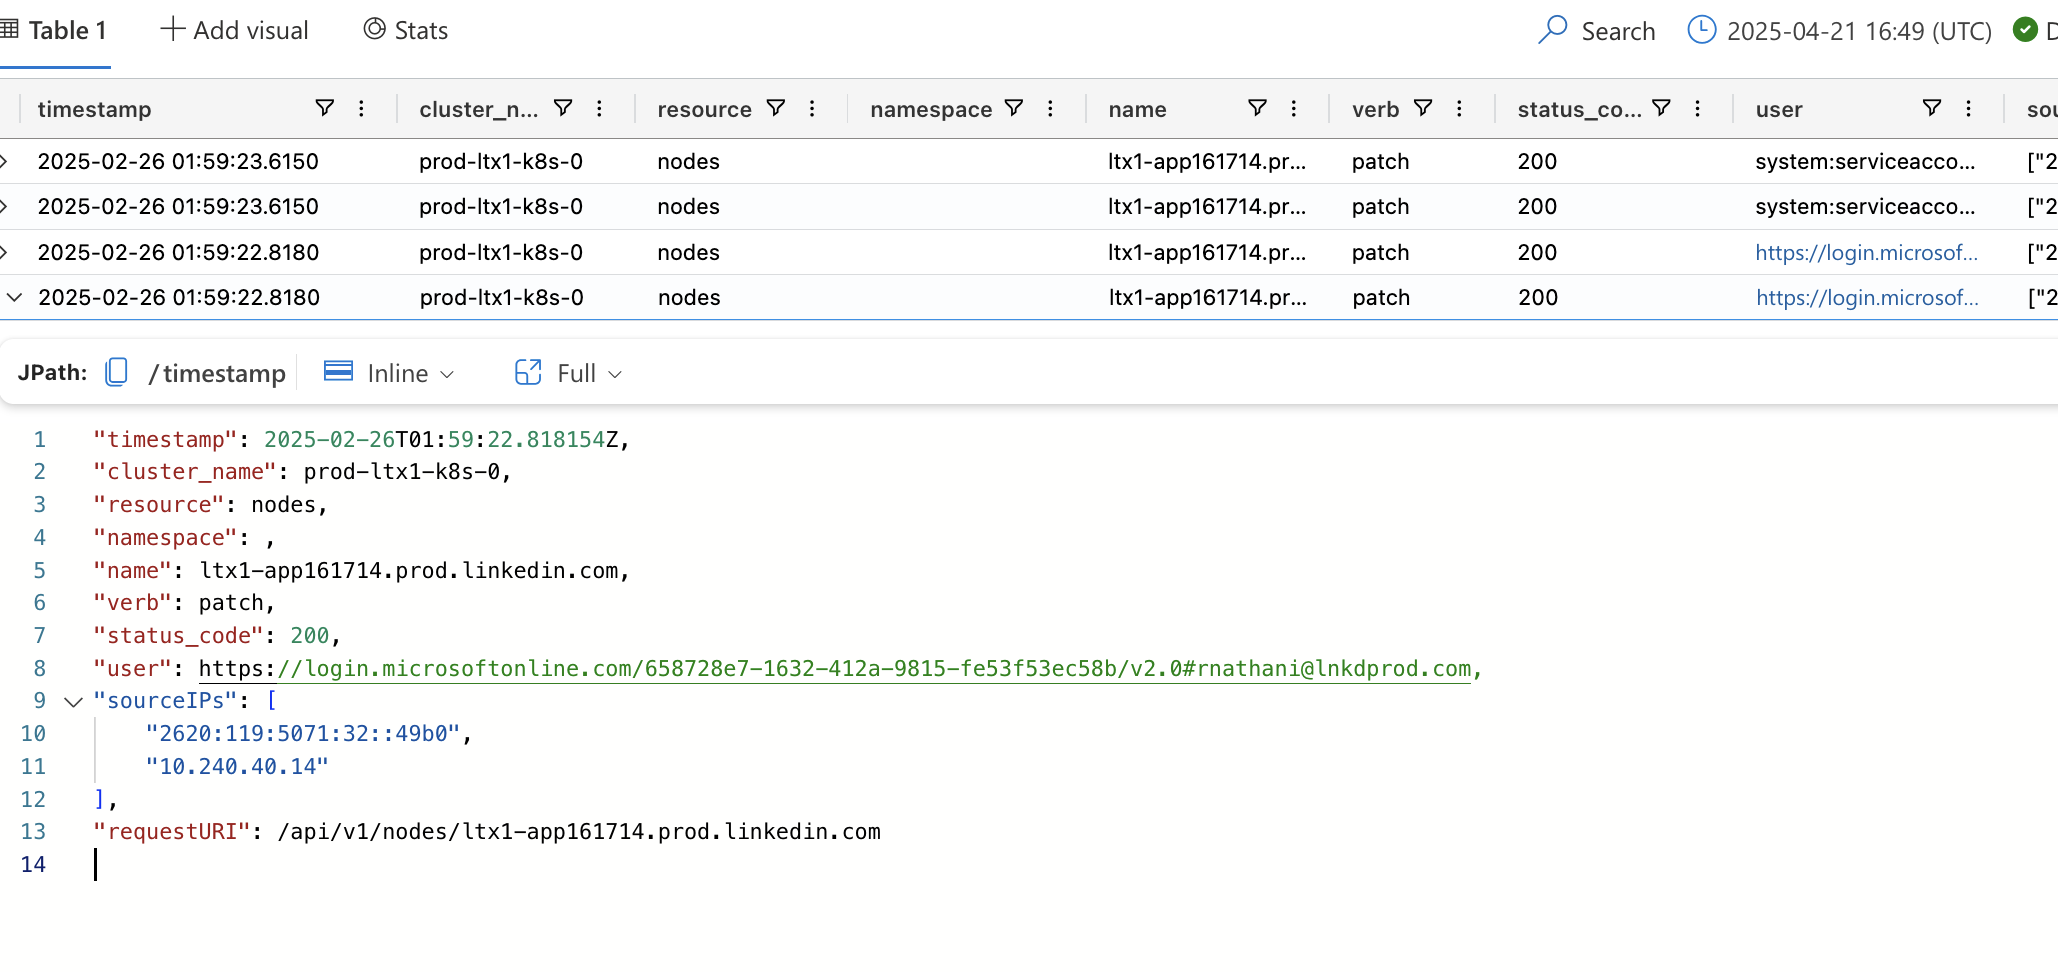 Table 1 Add visual Stats Search 2025-04-21 16:49 (UTC)
timestamp cluster_n... resource namespace name verb status_co... user sou
2025-02-26 01:59:23.6150 prod-ltx1-k8s-0 nodes ltx1-app161714.pr... patch 200 system:serviceacco... ["2
2025-02-26 01:59:23.6150 prod-ltx1-k8s-0 nodes ltx1-app161714.pr... patch 200 system:serviceacco... ["2
2025-02-26 01:59:22.8180 prod-ltx1-k8s-0 nodes ltx1-app161714.pr... patch 200 https://login.microsof... ["2
2025-02-26 01:59:22.8180 prod-ltx1-k8s-0 nodes ltx1-app161714.pr... patch 200 https://login.microsof... ["2
JPath: /timestamp Inline Full
1 "timestamp": 2025-02-26T01:59:22.818154Z,
2 "cluster_name": prod-ltx1-k8s-0,
3 "resource": nodes,
4 "namespace": ,
5 "name": ltx1-app161714.prod.linkedin.com,
6 "verb": patch,
7 "status_code": 200,
8 "user": https://login.microsoftonline.com/658728e7-1632-412a-9815-fe53f53ec58b/v2.0#rnathani@lnkdprod.com,
9 "sourceIPs": [
10 "2620:119:5071:32::49b0",
11 "10.240.40.14"
12 ],
13 "requestURI": /api/v1/nodes/ltx1-app161714.prod.linkedin.com
14